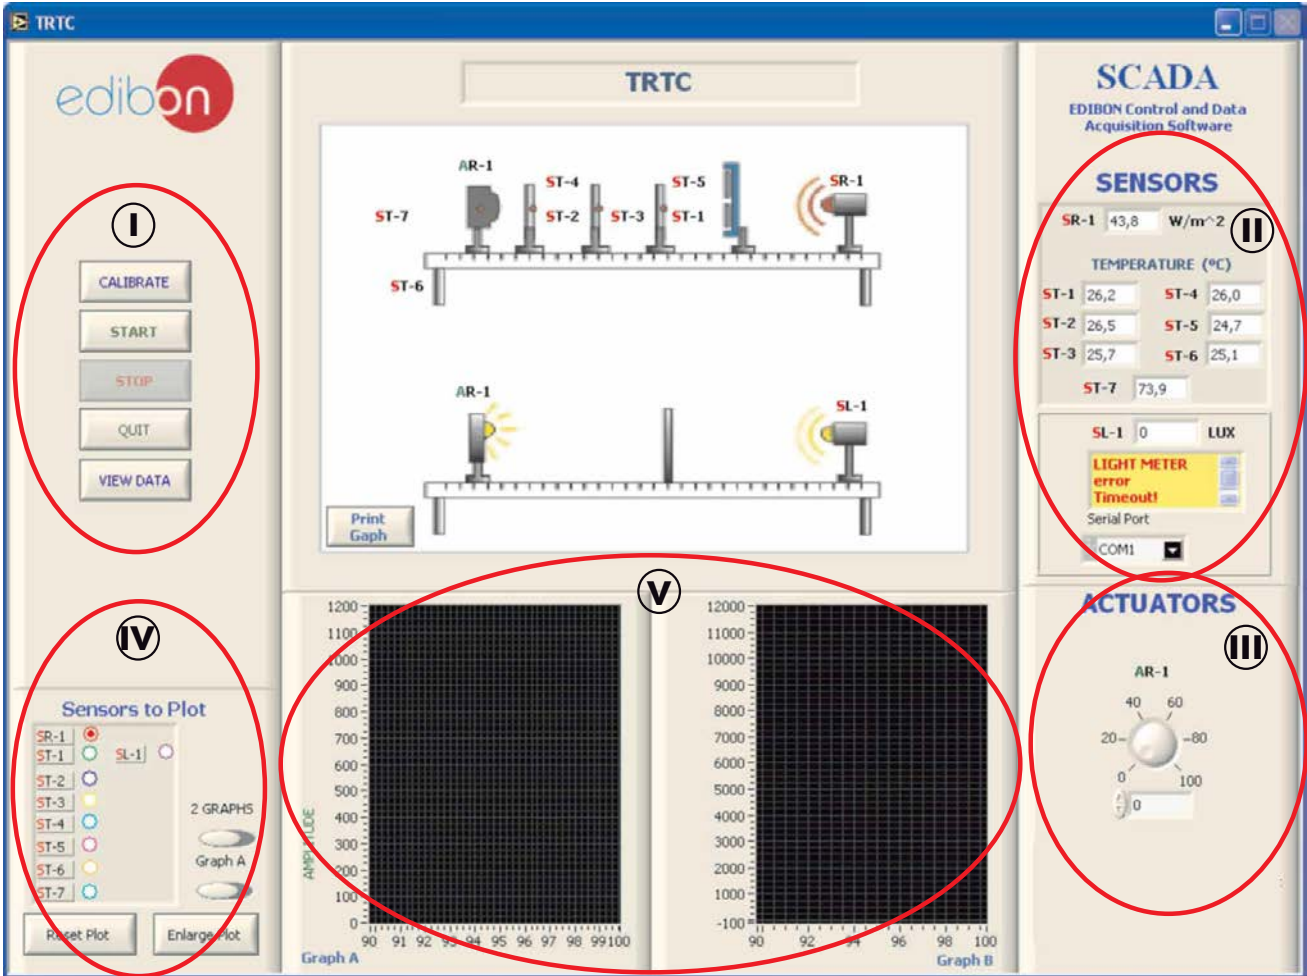 TRTC
edibon
TRTC
SCADA
EDIBON Control and Data
Acquisition Software
I
CALIBRATE
START
STOP
QUIT
VIEW DATA
AR-1
ST-4
ST-5
SR-1
ST-7
ST-2
ST-3
ST-1
ST-6
AR-1
SL-1
Print
Gaph
SENSORS
SR-1 43,8 W/m^2
II
TEMPERATURE (ºC)
ST-1 26,2 ST-4 26,0
ST-2 26,5 ST-5 24,7
ST-3 25,7 ST-6 25,1
ST-7 73,9
SL-1 0 LUX
LIGHT METER
error
Timeout!
Serial Port
COM1
ACTUATORS
III
AR-1
40 60
20 80
0 100
0
IV
Sensors to Plot
SR-1
ST-1 SL-1
ST-2
ST-3
ST-4
ST-5
ST-6
ST-7
2 GRAPHS
Graph A
Reset Plot Enlarge Plot
V
AMPLITUDE
1200
1100
1000
900
800
700
600
500
400
300
200
100
0
90 91 92 93 94 95 96 97 98 99 100
Graph A
12000
11000
10000
9000
8000
7000
6000
5000
4000
3000
2000
1000
-100
90 92 94 96 98 100
Graph B